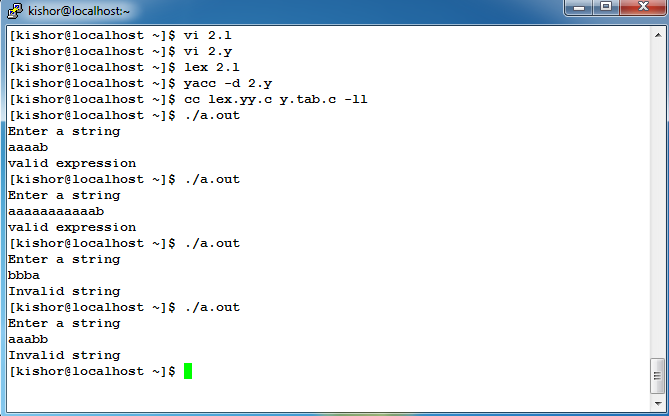 kishor@localhost:~
[kishor@localhost ~]$ vi 2.l
[kishor@localhost ~]$ vi 2.y
[kishor@localhost ~]$ lex 2.l
[kishor@localhost ~]$ yacc -d 2.y
[kishor@localhost ~]$ cc lex.yy.c y.tab.c -ll
[kishor@localhost ~]$ ./a.out
Enter a string
aaaab
valid expression
[kishor@localhost ~]$ ./a.out
Enter a string
aaaaaaaaaaab
valid expression
[kishor@localhost ~]$ ./a.out
Enter a string
bbba
Invalid string
[kishor@localhost ~]$ ./a.out
Enter a string
aaabb
Invalid string
[kishor@localhost ~]$